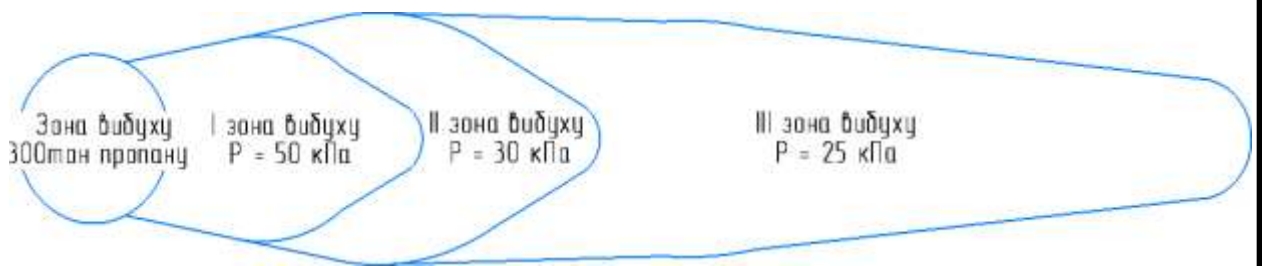 Зона вибуху
300тон пропану
I зона вибуху
P = 50 кПа
II зона вибуху
P = 30 кПа
III зона вибуху
P = 25 кПа